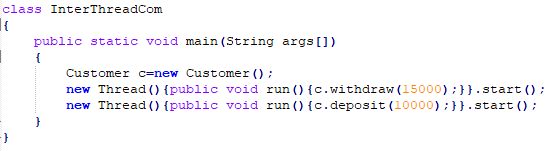 class InterThreadCom
{
public static void main(String args[])
{
Customer c=new Customer();
new Thread(){public void run(){c.withdraw(15000);}}.start();
new Thread(){public void run(){c.deposit(10000);}}.start();
}
}